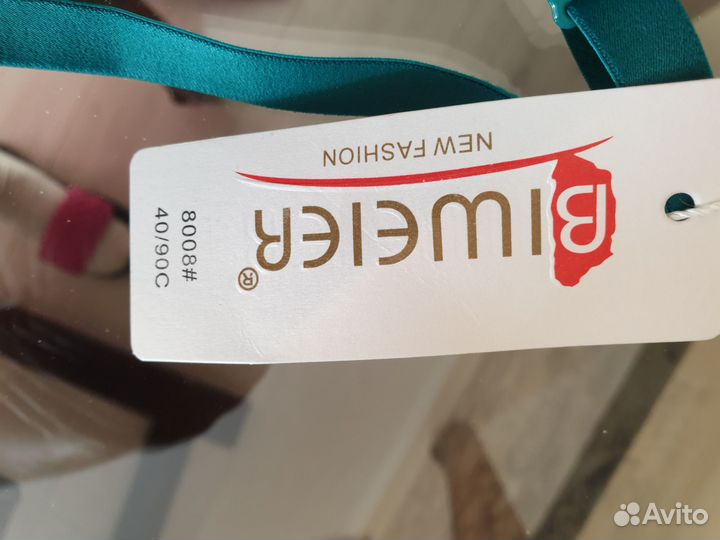 BIWEIER®
NEW FASHION
8008#
40/90C
Avito